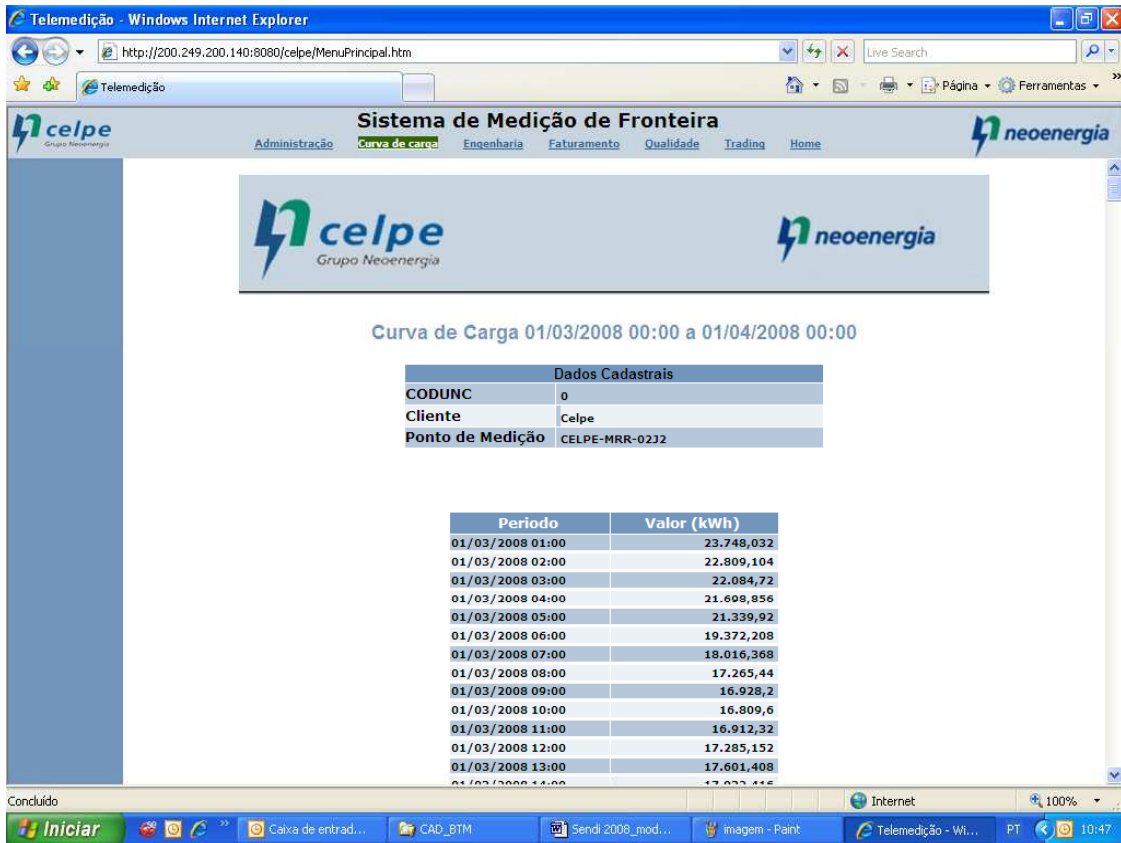 Telemedição - Windows Internet Explorer
http://200.249.200.140:8080/celpe/MenuPrincipal.htm
Live Search
Telemedição
Página
Ferramentas
»
celpe
Grupo Neoenergia
Sistema de Medição de Fronteira
Administração Curva de carga Engenharia Faturamento Qualidade Trading Home
neoenergia
celpe
Grupo Neoenergia
neoenergia
Curva de Carga 01/03/2008 00:00 a 01/04/2008 00:00
Dados Cadastrais
CODUNC 0
Cliente Celpe
Ponto de Medição CELPE-MRR-02J2
Periodo Valor (kWh)
01/03/2008 01:00 23.748,032
01/03/2008 02:00 22.809,104
01/03/2008 03:00 22.084,72
01/03/2008 04:00 21.698,856
01/03/2008 05:00 21.339,92
01/03/2008 06:00 19.372,208
01/03/2008 07:00 18.016,368
01/03/2008 08:00 17.265,44
01/03/2008 09:00 16.928,2
01/03/2008 10:00 16.809,6
01/03/2008 11:00 16.912,32
01/03/2008 12:00 17.285,152
01/03/2008 13:00 17.601,408
Concluído Internet 100%
Iniciar » Caixa de entrad... CAD_BTM Sendi 2008_mod... imagem - Paint Telemedição - Wi... PT 10:47